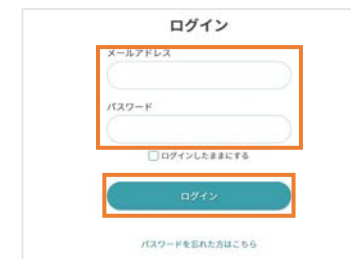 ログイン
メールアドレス
パスワード
ログインしたままにする
ログイン
パスワードを忘れた方はこちら